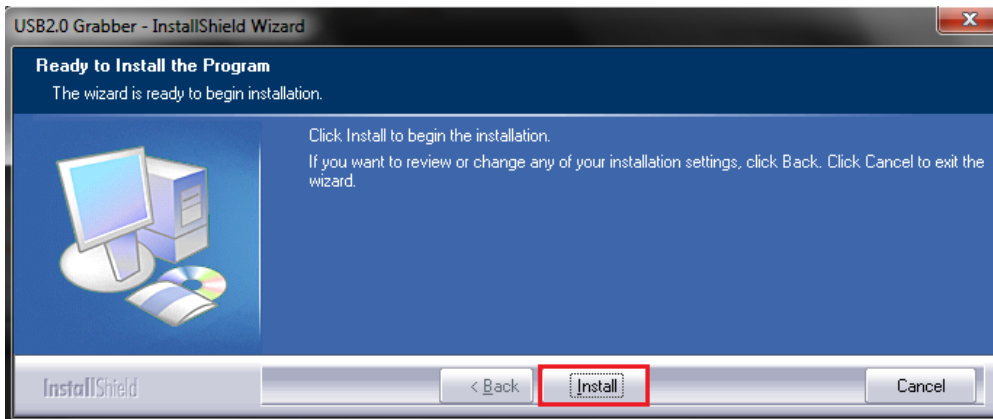 USB2.0 Grabber - InstallShield Wizard
X
Ready to Install the Program
The wizard is ready to begin installation.
Click Install to begin the installation.
If you want to review or change any of your installation settings, click Back. Click Cancel to exit the
wizard.
InstallShield
< Back
Install
Cancel